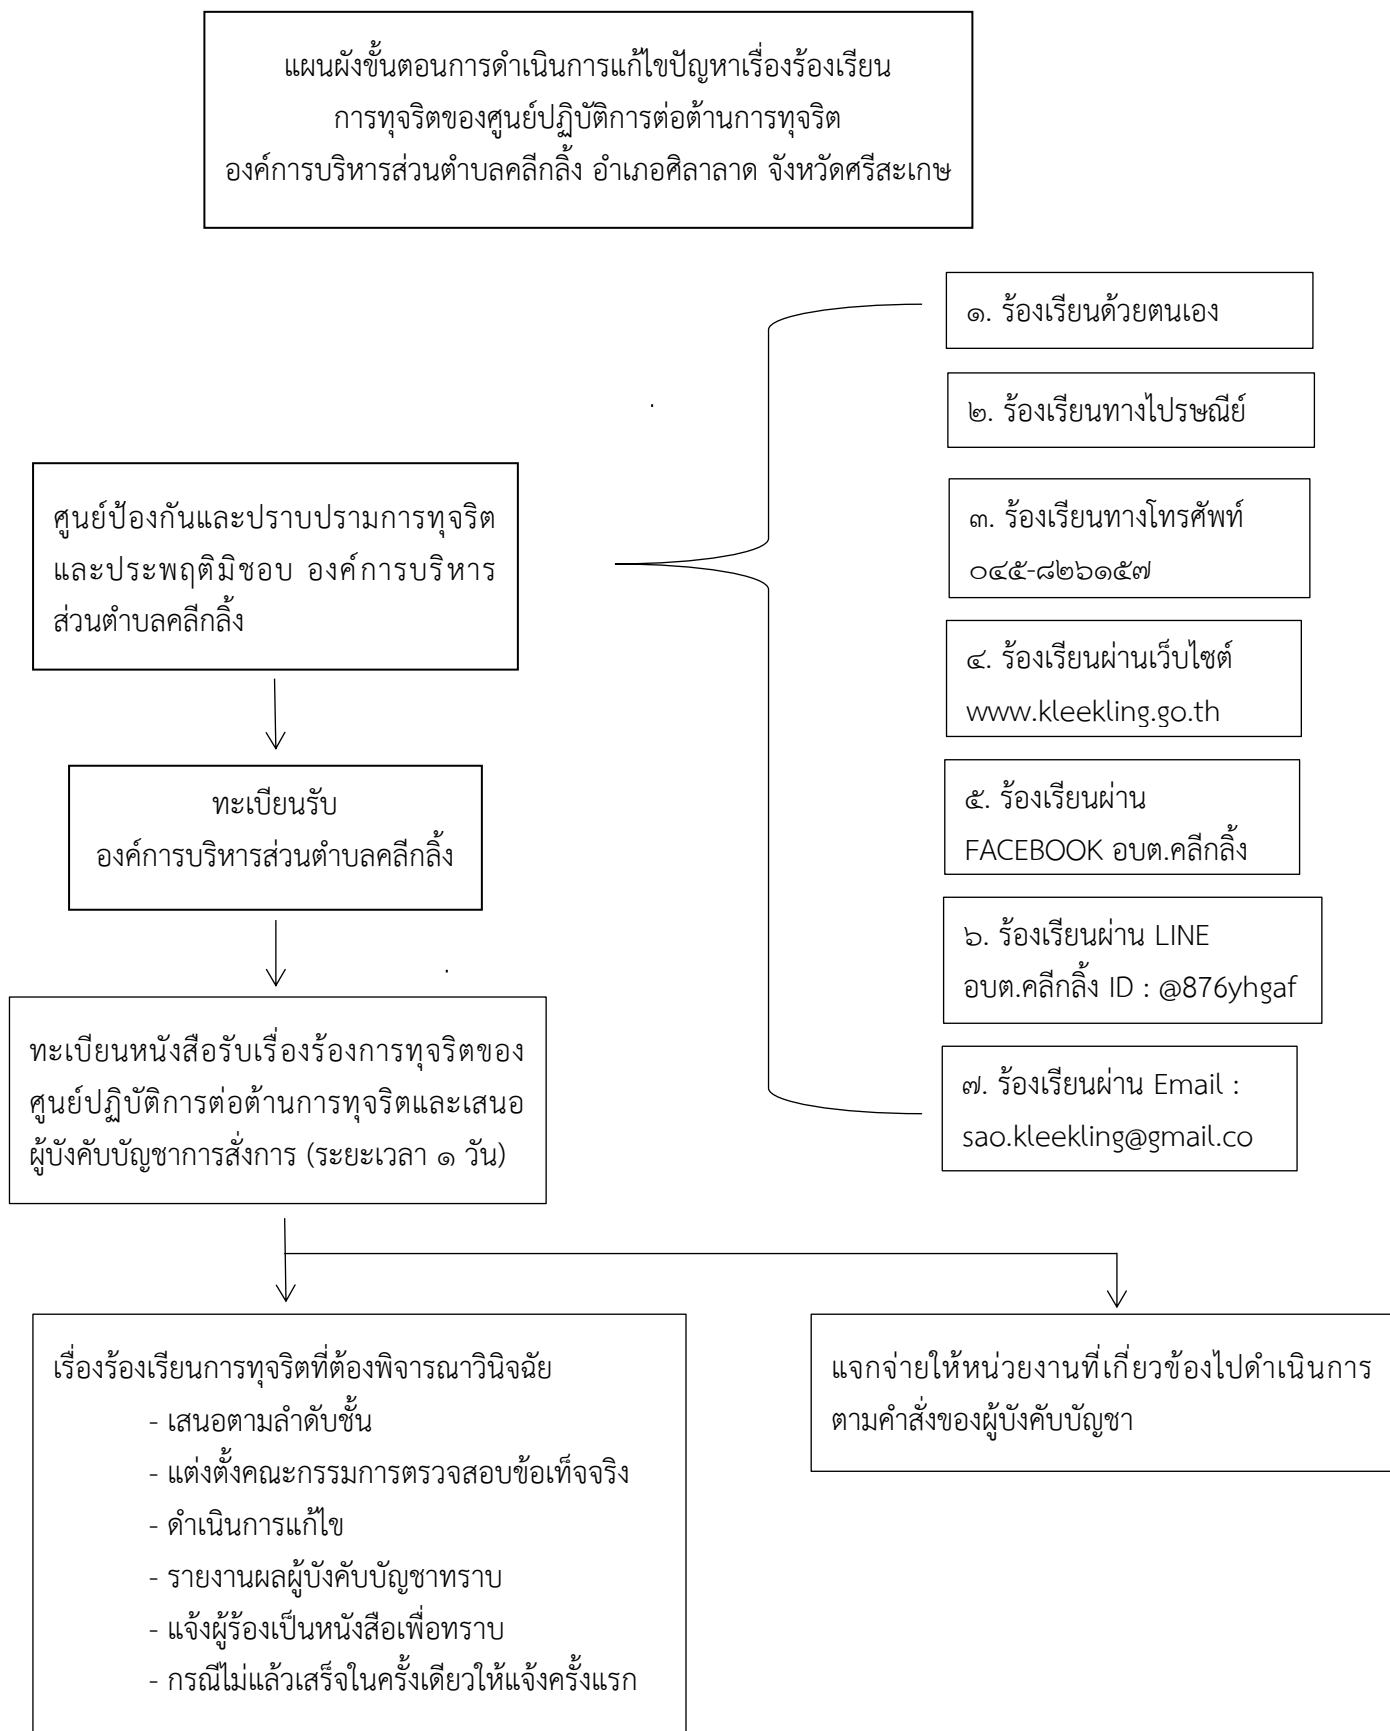 แผนผังขั้นตอนการดำเนินการแก้ไขปัญหาเรื่องร้องเรียน
การทุจริตของศูนย์ปฏิบัติการต่อต้านการทุจริต
องค์การบริหารส่วนตำบลคลีกลิ้ง อำเภอศิลาลาด จังหวัดศรีสะเกษ
๑. ร้องเรียนด้วยตนเอง
๒. ร้องเรียนทางไปรษณีย์
๓. ร้องเรียนทางโทรศัพท์
๐๔๕-๘๒๖๑๕๗
๔. ร้องเรียนผ่านเว็บไซต์
www.kleekling.go.th
๕. ร้องเรียนผ่าน
FACEBOOK อบต.คลีกลิ้ง
๖. ร้องเรียนผ่าน LINE
อบต.คลีกลิ้ง ID : @876yhgaf
๗. ร้องเรียนผ่าน Email :
sao.kleekling@gmail.co
ศูนย์ป้องกันและปราบปรามการทุจริต
และประพฤติมิชอบ องค์การบริหาร
ส่วนตำบลคลีกลิ้ง
ทะเบียนรับ
องค์การบริหารส่วนตำบลคลีกลิ้ง
ทะเบียนหนังสือรับเรื่องร้องการทุจริตของ
ศูนย์ปฏิบัติการต่อต้านการทุจริตและเสนอ
ผู้บังคับบัญชาการสั่งการ (ระยะเวลา ๑ วัน)
เรื่องร้องเรียนการทุจริตที่ต้องพิจารณาวินิจฉัย
- เสนอตามลำดับชั้น
- แต่งตั้งคณะกรรมการตรวจสอบข้อเท็จจริง
- ดำเนินการแก้ไข
- รายงานผลผู้บังคับบัญชาทราบ
- แจ้งผู้ร้องเป็นหนังสือเพื่อทราบ
- กรณีไม่แล้วเสร็จในครั้งเดียวให้แจ้งครั้งแรก
แจกจ่ายให้หน่วยงานที่เกี่ยวข้องไปดำเนินการ
ตามคำสั่งของผู้บังคับบัญชา